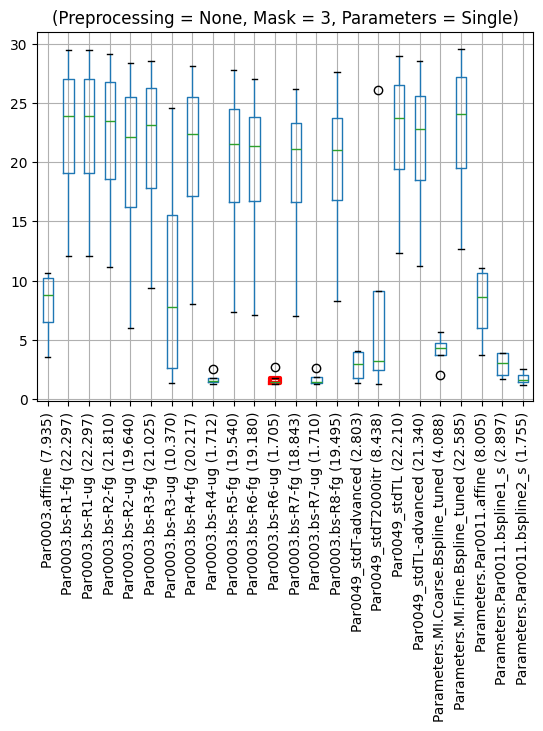 (Preprocessing = None, Mask = 3, Parameters = Single)
30
25
20
15
10
5
0
Par0003.affine (7.935)
Par0003.bs-R1-fg (22.297)
Par0003.bs-R1-ug (22.297)
Par0003.bs-R2-fg (21.810)
Par0003.bs-R2-ug (19.640)
Par0003.bs-R3-fg (21.025)
Par0003.bs-R3-ug (10.370)
Par0003.bs-R4-fg (20.217)
Par0003.bs-R4-ug (1.712)
Par0003.bs-R5-fg (19.540)
Par0003.bs-R6-fg (19.180)
Par0003.bs-R6-ug (1.705)
Par0003.bs-R7-fg (18.843)
Par0003.bs-R7-ug (1.710)
Par0003.bs-R8-fg (19.495)
Par0049_stdT-advanced (2.803)
Par0049_stdT2000itr (8.438)
Par0049_stdTL (22.210)
Par0049_stdTL-advanced (21.340)
Parameters.MI.Coarse.Bspline_tuned (4.088)
Parameters.MI.Fine.Bspline_tuned (22.585)
Parameters.Par0011.affine (8.005)
Parameters.Par0011.bspline1_s (2.897)
Parameters.Par0011.bspline2_s (1.755)